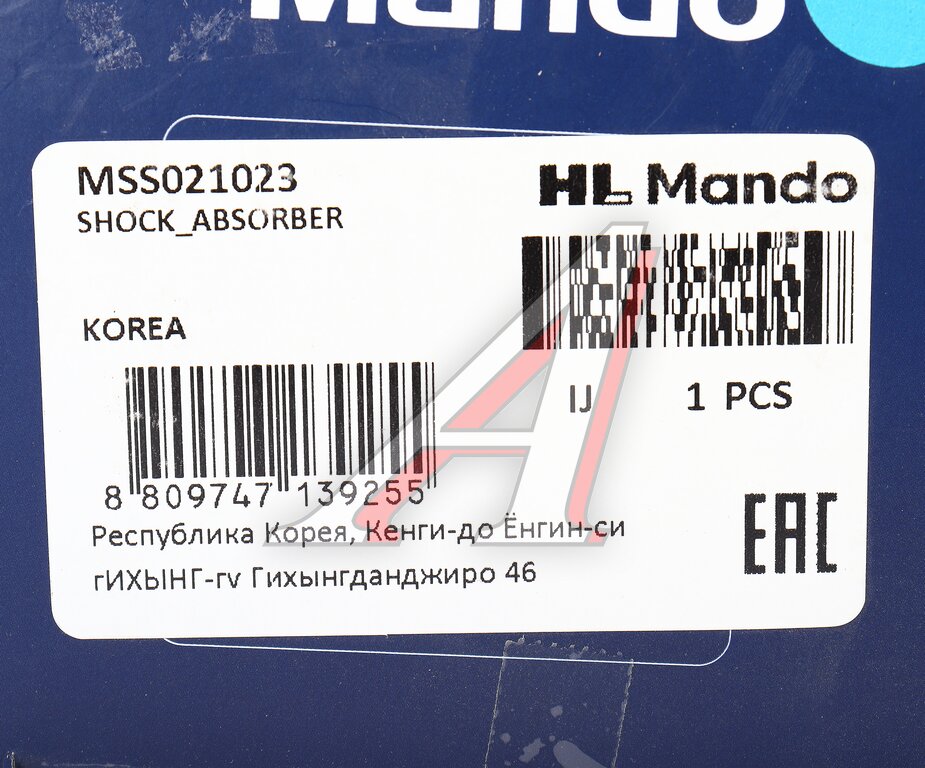 Mando
MSS021023
SHOCK_ABSORBER
HL Mando
KOREA
IJ 1 PCS
8 809747 139255
Республика Корея, Кенги-до Ёнгин-си
гИХЫНГ-гv Гихынгданджиро 46
EAC